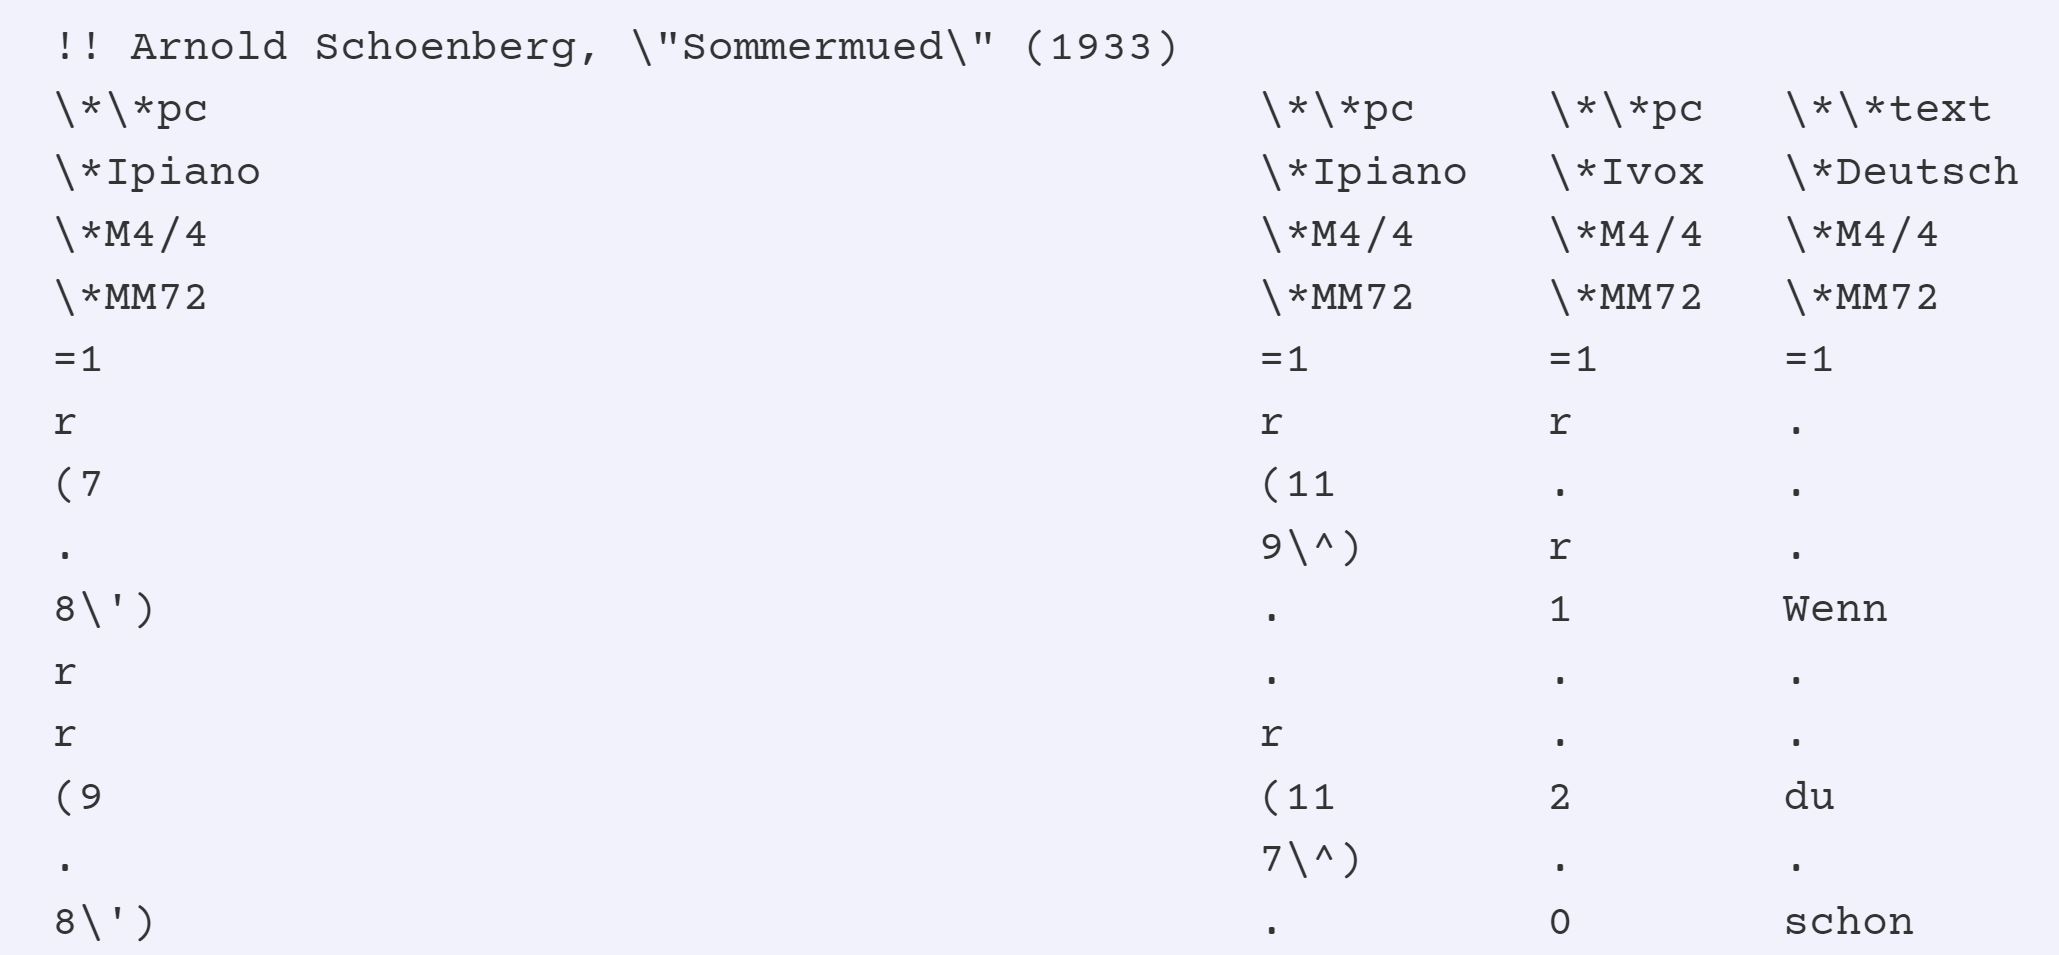 !! Arnold Schoenberg, \"Sommermued\" (1933)
\*\*pc \*\*pc \*\*pc \*\*text
\*Ipiano \*Ipiano \*Ivox \*Deutsch
\*M4/4 \*M4/4 \*M4/4 \*M4/4
\*MM72 \*MM72 \*MM72 \*MM72
=1 =1 =1 =1
r r r .
(7 (11 . .
. 9\^) r .
8\') . 1 Wenn
r . . .
r r . .
(9 (11 2 du
. 7\^) . .
8\') . 0 schon